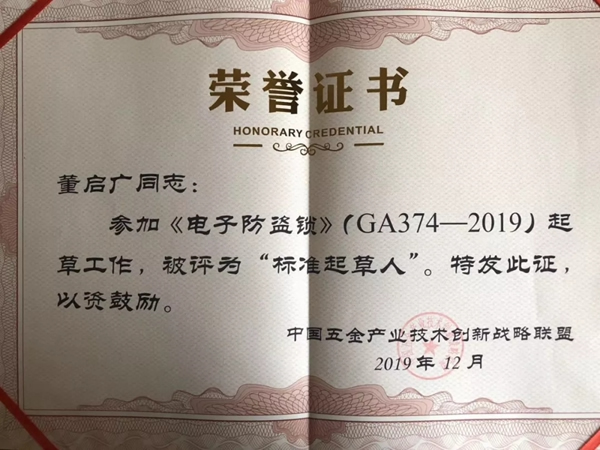 荣誉证书
HONORARY CREDENTIAL
董启广同志：
参加《电子防盗锁》（GA374—2019）起
草工作，被评为“标准起草人”。特发此证，
以资鼓励。
中国五金产业技术创新战略联盟
2019年12月